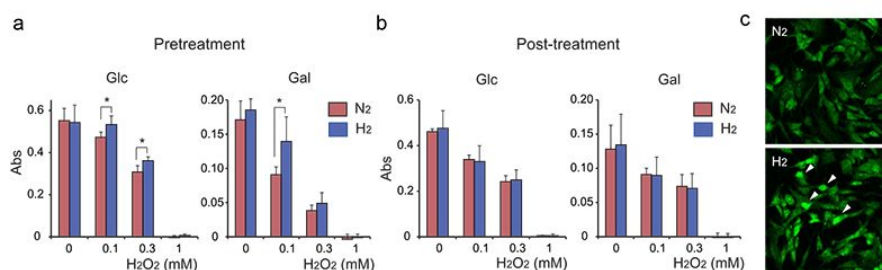 a
Pretreatment
Glc
Gal
Abs
0.6
0.4
0.2
0
0.20
0.15
0.10
0.05
0
*
*
*
N2
H2
0 0.1 0.3 1
0 0.1 0.3 1
H2O2 (mM)
H2O2 (mM)
b
Post-treatment
Glc
Gal
0.6
0.4
0.2
0
0.20
0.15
0.10
0.05
0
N2
H2
0 0.1 0.3 1
0 0.1 0.3 1
H2O2 (mM)
H2O2 (mM)
c
N2
H2